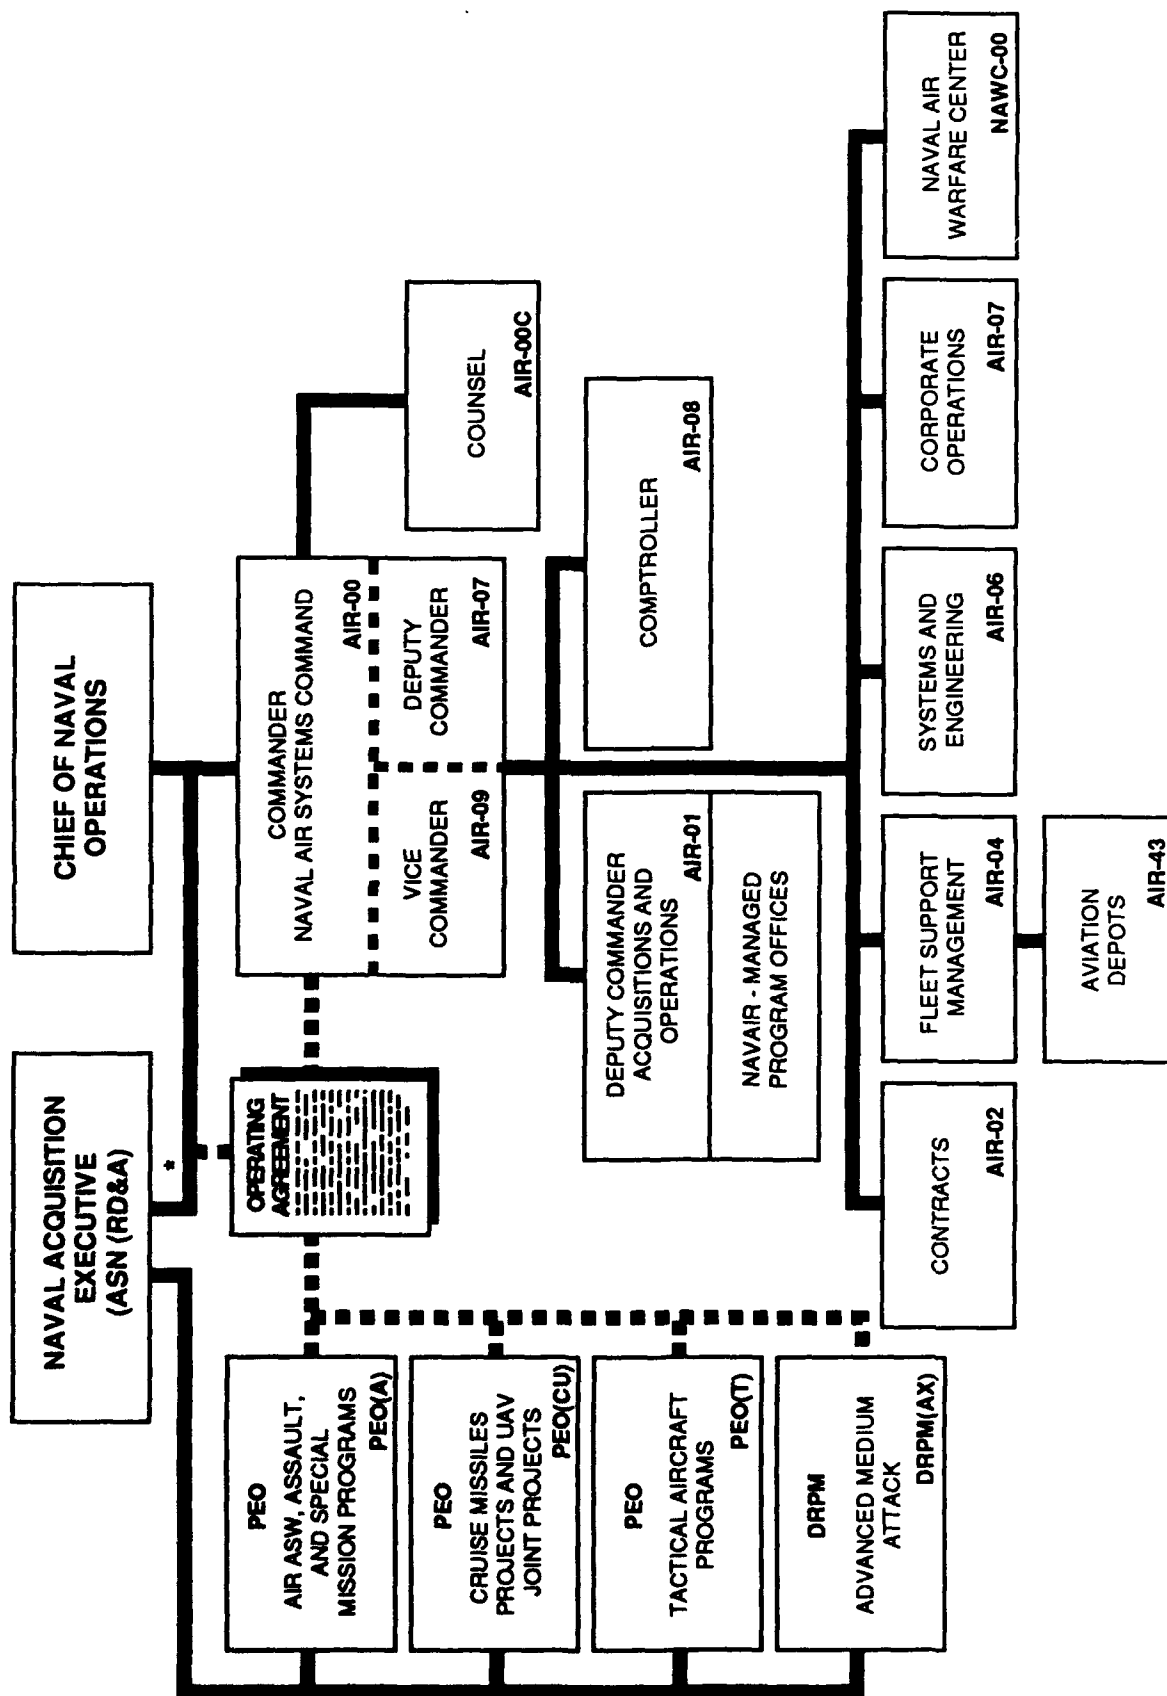 NAVAL ACQUISITION
EXECUTIVE
(ASN (RD&A)
CHIEF OF NAVAL
OPERATIONS
*
OPERATING
AGREEMENT
COMMANDER
NAVAL AIR SYSTEMS COMMAND
AIR-00
VICE
COMMANDER
AIR-09
DEPUTY
COMMANDER
AIR-07
COUNSEL
AIR-00C
PEO
AIR ASW, ASSAULT,
AND SPECIAL
MISSION PROGRAMS
PEO(A)
PEO
CRUISE MISSILES
PROJECTS AND UAV
JOINT PROJECTS
PEO(CU)
PEO
TACTICAL AIRCRAFT
PROGRAMS
PEO(T)
DRPM
ADVANCED MEDIUM
ATTACK
DRPM(AX)
DEPUTY COMMANDER
ACQUISITIONS AND
OPERATIONS
AIR-01
NAVAIR - MANAGED
PROGRAM OFFICES
COMPTROLLER
AIR-08
CONTRACTS
AIR-02
FLEET SUPPORT
MANAGEMENT
AIR-04
SYSTEMS AND
ENGINEERING
AIR-06
CORPORATE
OPERATIONS
AIR-07
NAVAL AIR
WARFARE CENTER
NAWC-00
AVIATION
DEPOTS
AIR-43